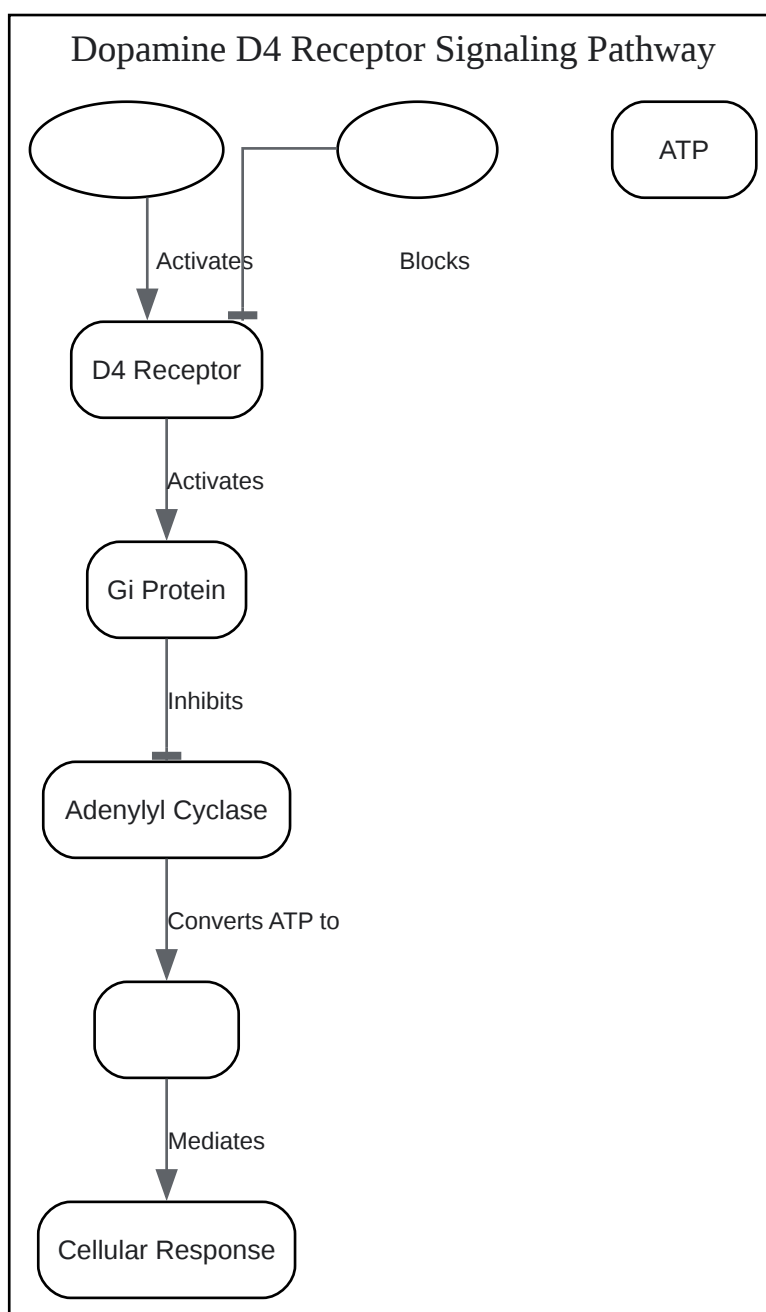 Dopamine D4 Receptor Signaling Pathway
ATP
Activates
Blocks
D4 Receptor
Activates
Gi Protein
Inhibits
Adenylyl Cyclase
Converts ATP to
Mediates
Cellular Response